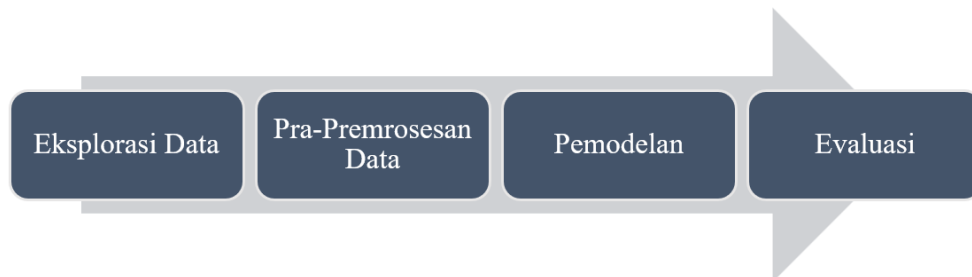 Eksplorasi Data
Pra-Premrosesan
Data
Pemodelan
Evaluasi